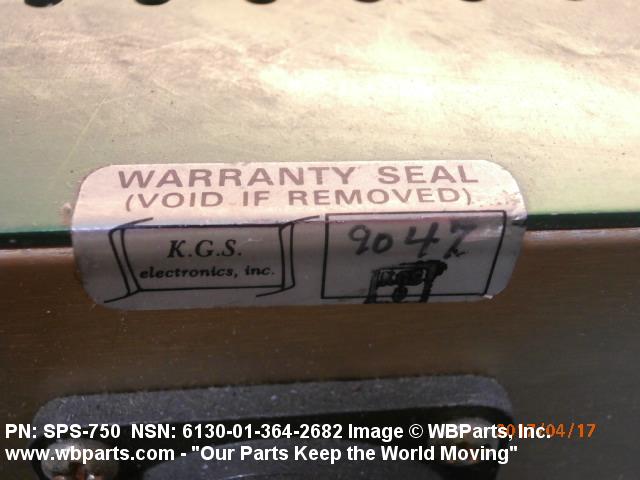 WARRANTY SEAL
(VOID IF REMOVED)
K.G.S.
electronics, inc.
9047
PN: SPS-750 NSN: 6130-01-364-2682 Image © WBParts, Inc.
www.wbparts.com - "Our Parts Keep the World Moving"